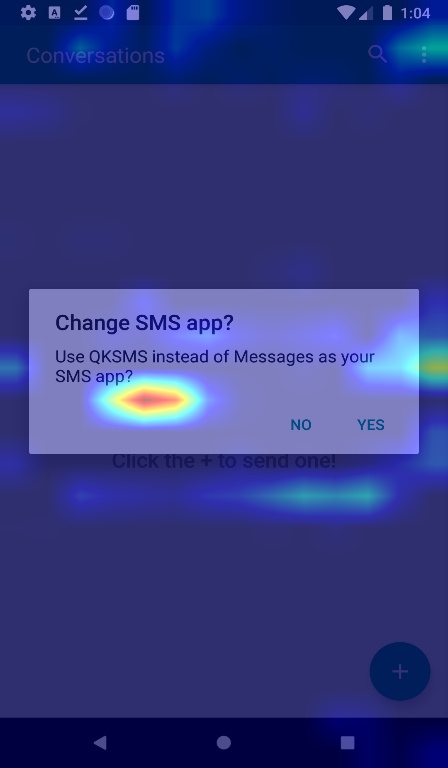 1:04
Conversations
Change SMS app?
Use QKSMS instead of Messages as your
SMS app?
NO YES
Click the + to send one!